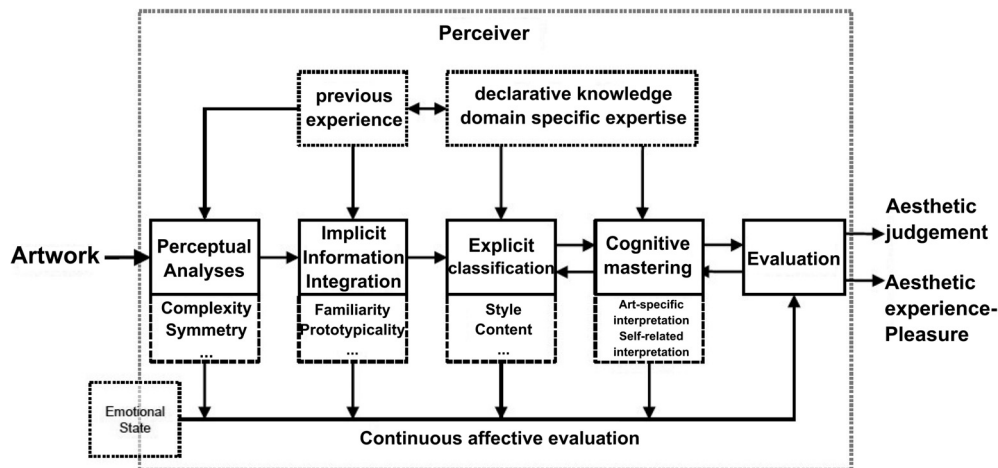 Perceiver
previous
experience
declarative knowledge
domain specific expertise
Artwork
Perceptual
Analyses
Complexity
Symmetry
...
Implicit
Information
Integration
Familiarity
Prototypicality
...
Explicit
classification
Style
Content
...
Cognitive
mastering
Art-specific
interpretation
Self-related
interpretation
Evaluation
Aesthetic
judgement
Aesthetic
experience-
Pleasure
Emotional
State
Continuous affective evaluation